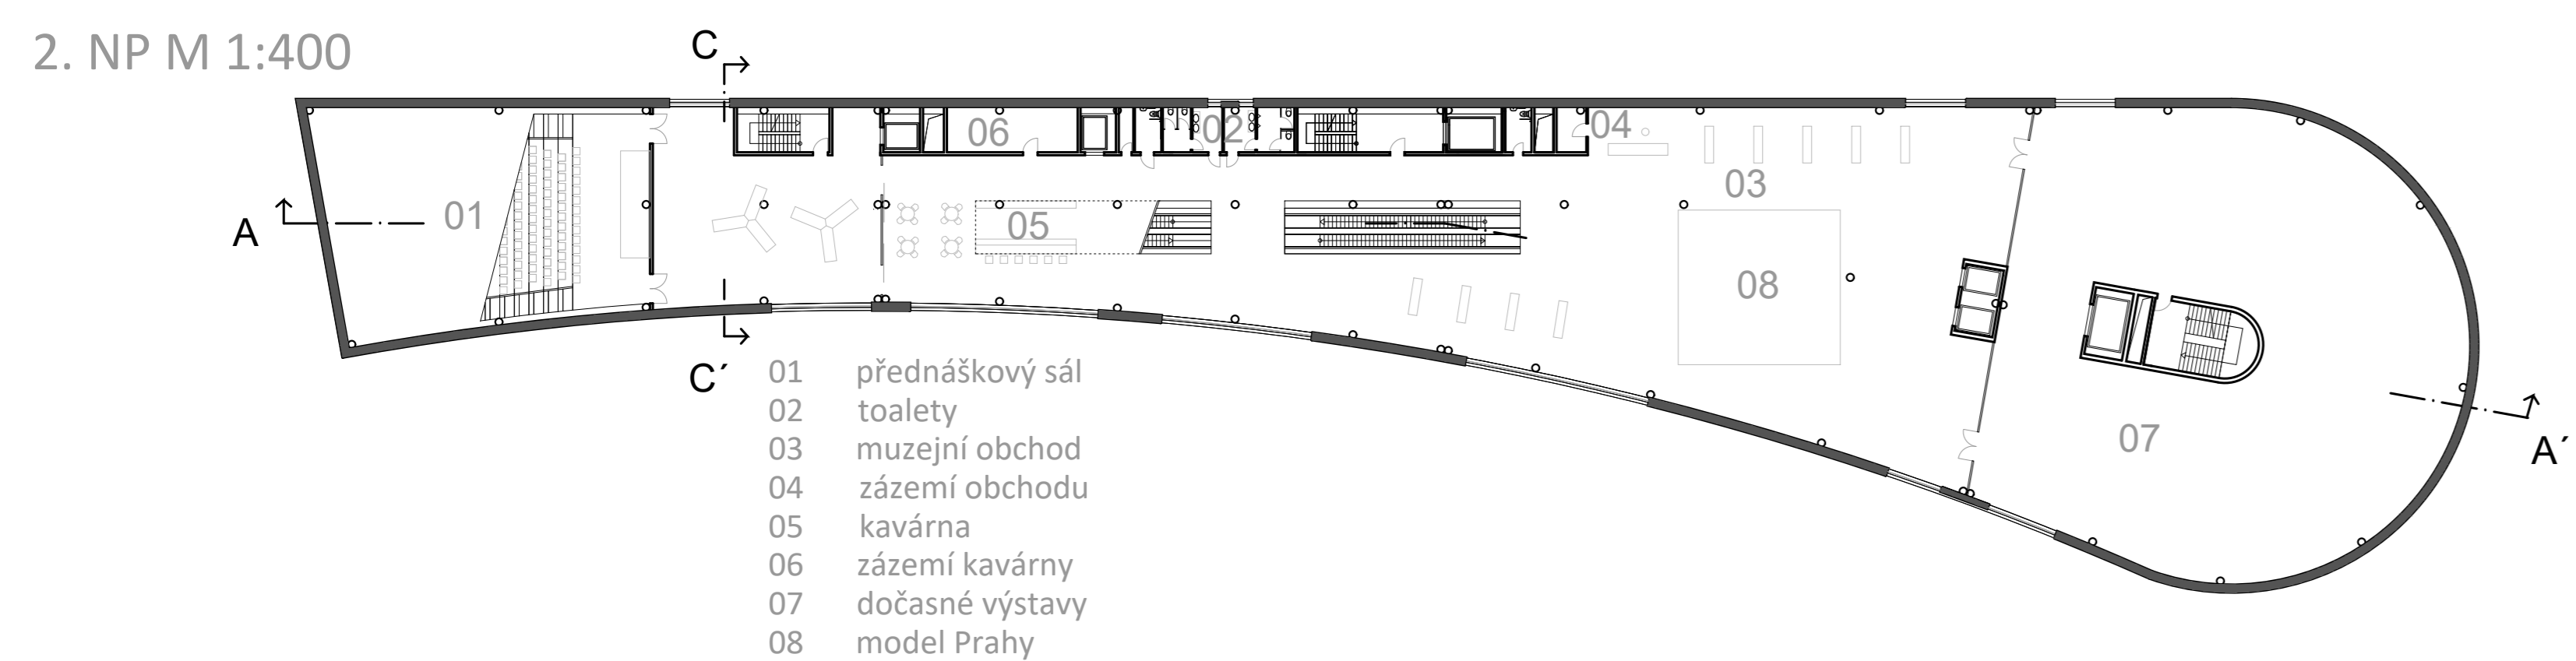 2. NP M 1:400
C
06
02
04
03
A
01
05
08
07
A´
C´
01 přednáškový sál
02 toalety
03 muzejní obchod
04 zázemí obchodu
05 kavárna
06 zázemí kavárny
07 dočasné výstavy
08 model Prahy